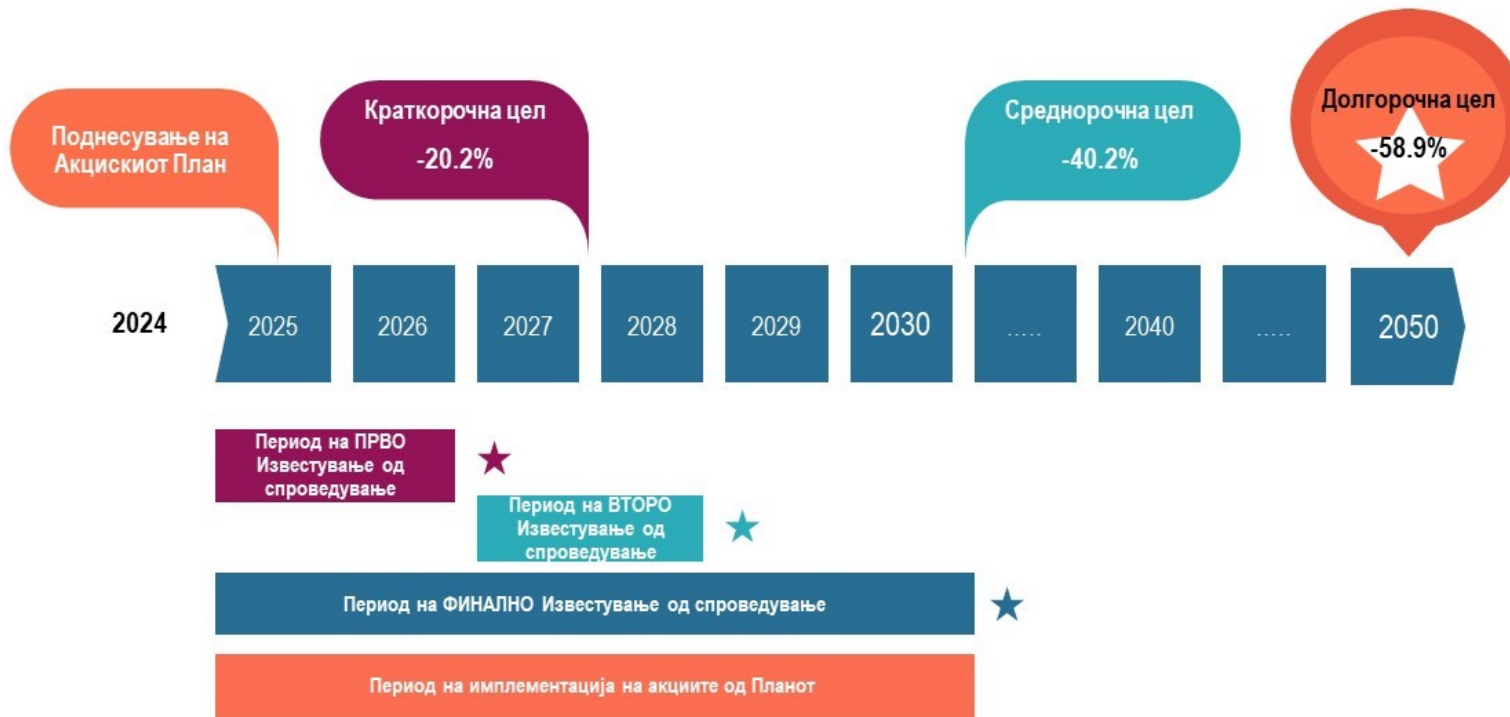 Поднесување на
Акцискиот План
Краткорочна цел
-20.2%
Среднорочна цел
-40.2%
Долгорочна цел
-58.9%
2024
2025
2026
2027
2028
2029
2030
.....
2040
.....
2050
Период на ПРВО
Известување од
спроведување
Период на ВТОРО
Известување од
спроведување
Период на ФИНАЛНО Известување од спроведување
Период на имплементација на акциите од Планот